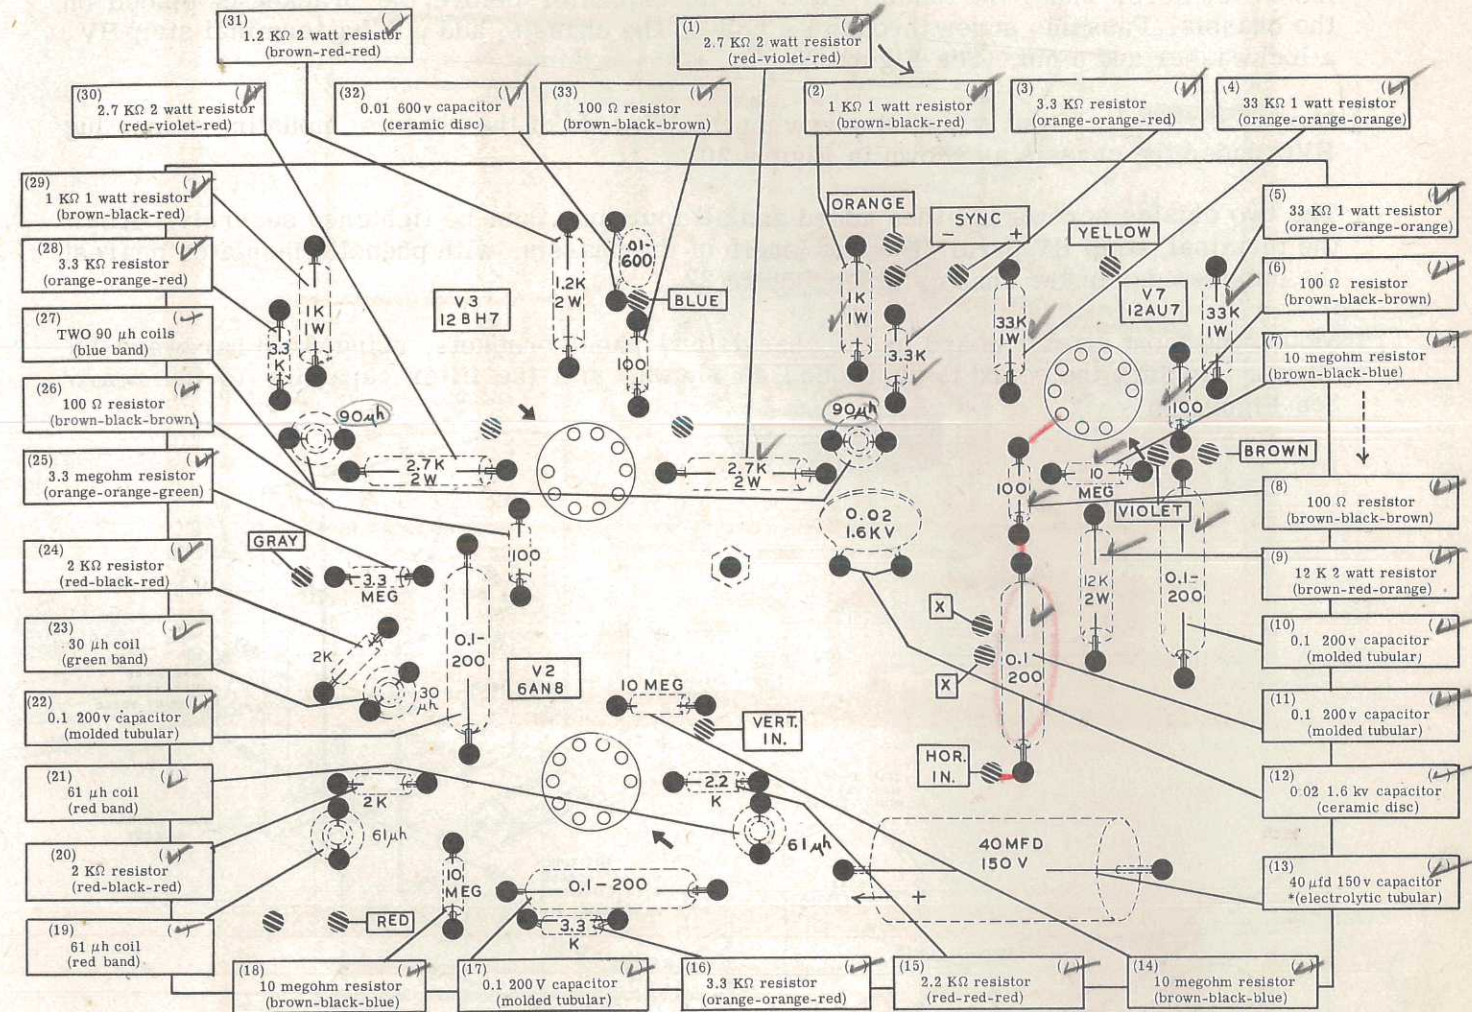 (31)
1.2 KΩ 2 watt resistor
(brown-red-red)
(1)
2.7 KΩ 2 watt resistor
(red-violet-red)
(30)
2.7 KΩ 2 watt resistor
(red-violet-red)
(32)
0.01 600v capacitor
(ceramic disc)
(33)
100 Ω resistor
(brown-black-brown)
(2)
1 KΩ 1 watt resistor
(brown-black-red)
(3)
3.3 KΩ resistor
(orange-orange-red)
(4)
33 KΩ 1 watt resistor
(orange-orange-orange)
(29)
1 KΩ 1 watt resistor
(brown-black-red)
(28)
3.3 KΩ resistor
(orange-orange-red)
(27)
TWO 90 µh coils
(blue band)
(26)
100 Ω resistor
(brown-black-brown)
(25)
3.3 megohm resistor
(orange-orange-green)
(24)
2 KΩ resistor
(red-black-red)
(23)
30 µh coil
(green band)
(22)
0.1 200v capacitor
(molded tubular)
(21)
61 µh coil
(red band)
(20)
2 KΩ resistor
(red-black-red)
(19)
61 µh coil
(red band)
1K
1W
3.3
K
V3
12BH7
1.2K
2W
.01-
600
BLUE
100
ORANGE
SYNC
- +
YELLOW
1K
1W
3.3K
33K
1W
V7
12AU7
33K
1W
100
90µh
2.7K
2W
2.7K
2W
90µh
10
MEG
BROWN
VIOLET
100
0.02
1.6KV
12K
2W
0.1-
200
GRAY
3.3
MEG
100
0.1-
200
2K
30
µh
V2
6AN8
10 MEG
VERT.
IN.
X
X
0.1
200
HOR.
IN.
2K
61µh
2.2
K
61µh
40MFD
150V
+
10
MEG
0.1-200
3.3
K
RED
(5)
33 KΩ 1 watt resistor
(orange-orange-orange)
(6)
100 Ω resistor
(brown-black-brown)
(7)
10 megohm resistor
(brown-black-blue)
(8)
100 Ω resistor
(brown-black-brown)
(9)
12 K 2 watt resistor
(brown-red-orange)
(10)
0.1 200v capacitor
(molded tubular)
(11)
0.1 200v capacitor
(molded tubular)
(12)
0.02 1.6 kv capacitor
(ceramic disc)
(13)
40 µfd 150v capacitor
*(electrolytic tubular)
(18)
10 megohm resistor
(brown-black-blue)
(17)
0.1 200V capacitor
(molded tubular)
(16)
3.3 KΩ resistor
(orange-orange-red)
(15)
2.2 KΩ resistor
(red-red-red)
(14)
10 megohm resistor
(brown-black-blue)